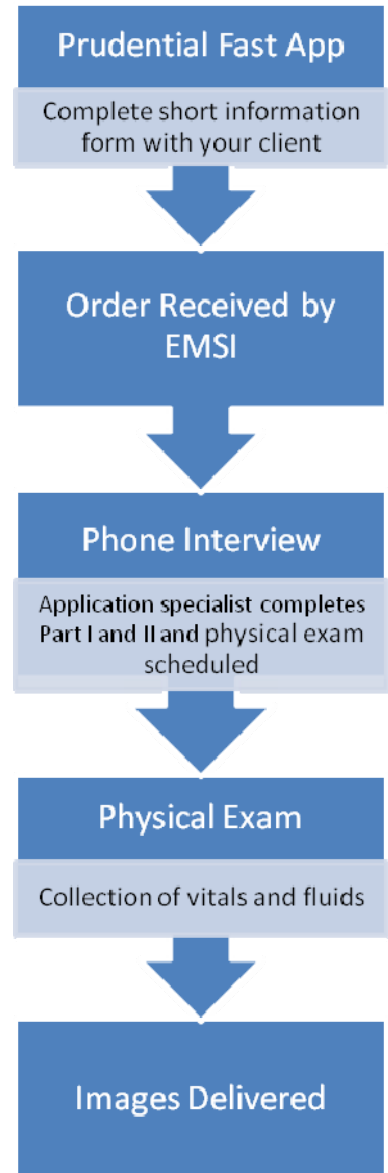 Prudential Fast App
Complete short information
form with your client
Order Received by
EMSI
Phone Interview
Application specialist completes
Part I and II and physical exam
scheduled
Physical Exam
Collection of vitals and fluids
Images Delivered